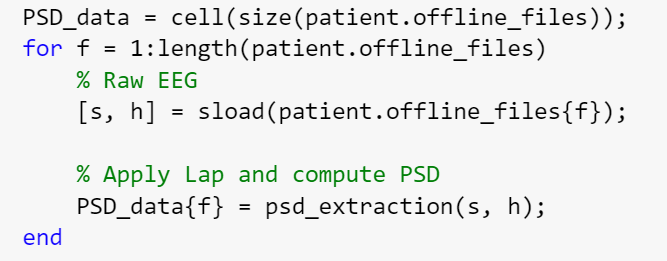 PSD_data = cell(size(patient.offline_files));
for f = 1:length(patient.offline_files)
    % Raw EEG
    [s, h] = sload(patient.offline_files{f});

    % Apply Lap and compute PSD
    PSD_data{f} = psd_extraction(s, h);
end